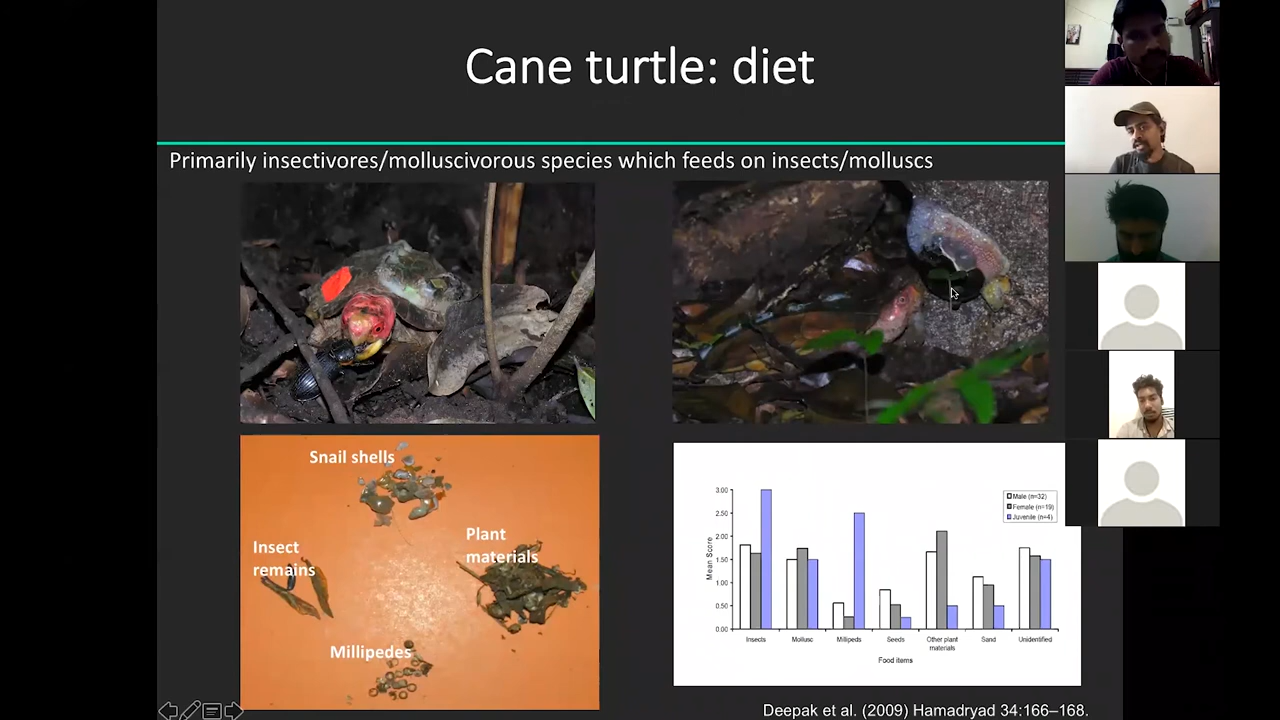 Cane turtle: diet
Primarily insectivores/molluscivorous species which feeds on insects/molluscs
Snail shells
Plant
materials
Insect
remains
Millipedes
Mean Score
3.00
2.50
2.00
1.50
1.00
0.50
0.00
Male (n=32)
Female (n=19)
Juvenile (n=4)
Insects
Mollusc
Millipeds
Seeds
Other plant
materials
Sand
Unidentified
Food items
Deepak et al. (2009) Hamadryad 34:166–168.